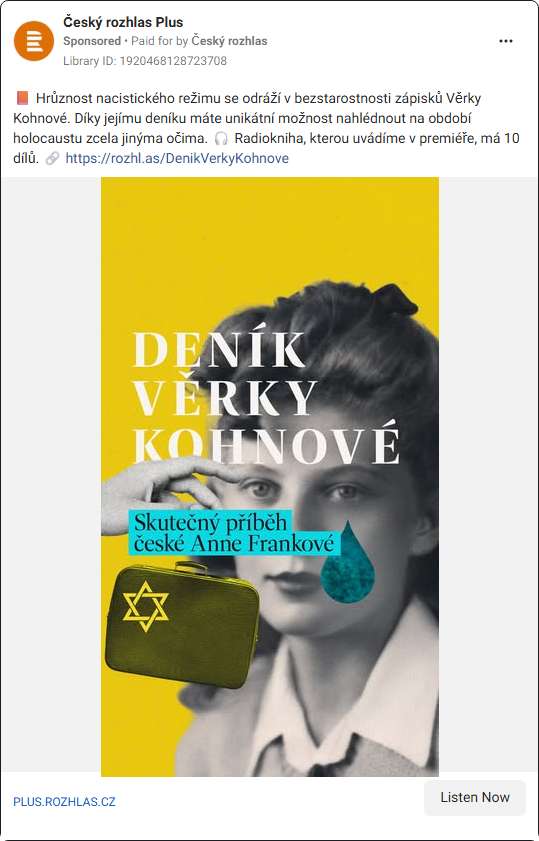 Český rozhlas Plus
Sponsored • Paid for by Český rozhlas
Library ID: 1920468128723708
📕 Hrůznost nacistického režimu se odráží v bezstarostnosti zápisků Věrky
Kohnové. Díky jejímu deníku máte unikátní možnost nahlédnout na období
holocaustu zcela jinýma očima. 🎧 Radiokniha, kterou uvádíme v premiéře, má 10
dílů. 🔗 https://rozhl.as/DenikVerkyKohnove
DENÍK
VĚRKY
KOHNOVÉ
Skutečný příběh
české Anne Frankové
PLUS.ROZHLAS.CZ
Listen Now